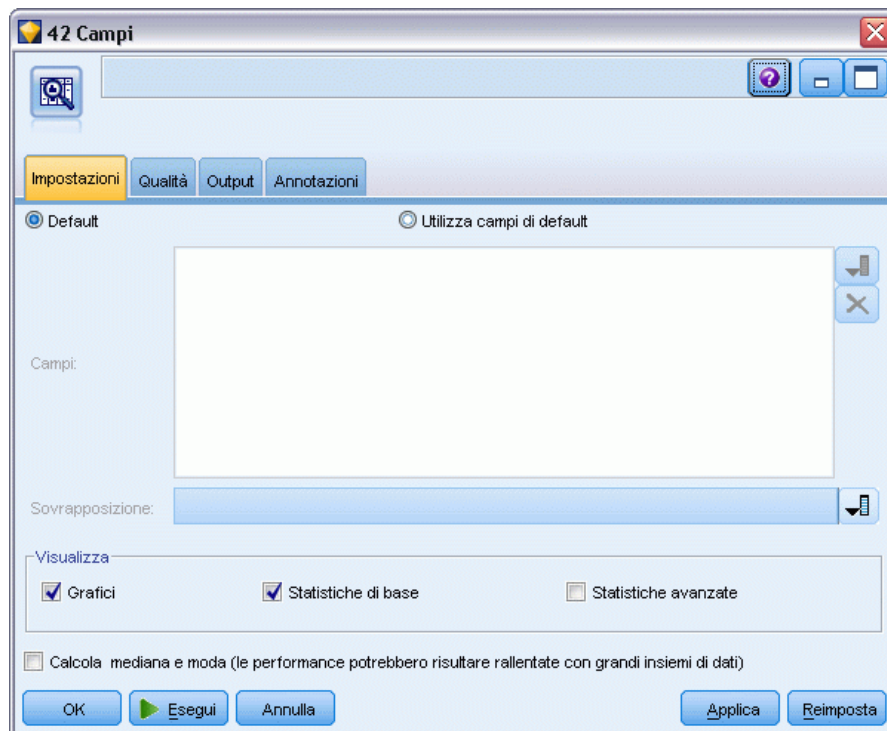 42 Campi
Impostazioni Qualità Output Annotazioni
Default Utilizza campi di default
Campi:
Sovrapposizione:
Visualizza
Grafici Statistiche di base Statistiche avanzate
Calcola mediana e moda (le performance potrebbero risultare rallentate con grandi insiemi di dati)
OK Esegui Annulla Applica Reimposta